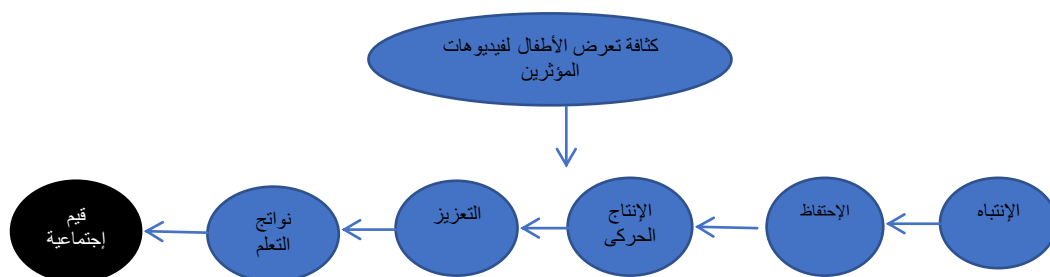 كثافة تعرض الأطفال لفيديوهات
المؤثرين
الإنتباه
الإحتفاظ
الإنتاج
الحركى
التعزيز
نواتج
التعلم
قيم
إجتماعية